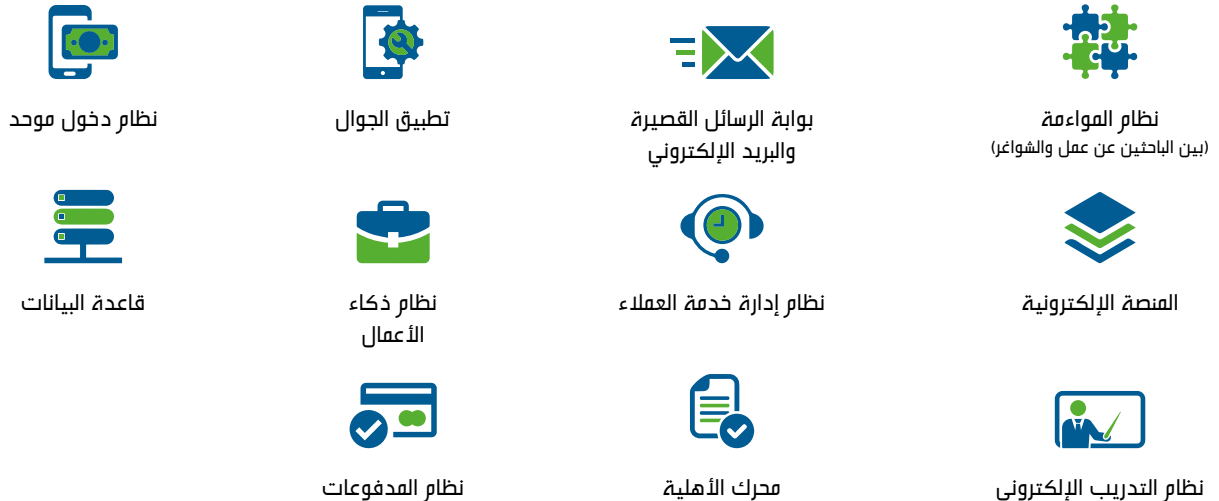 نظام المواءمة
(بين الباحثين عن عمل والشواغر)
بوابة الرسائل القصيرة
والبريد الإلكتروني
تطبيق الجوال
نظام دخول موحد
المنصة الإلكترونية
نظام إدارة خدمة العملاء
نظام ذكاء
الأعمال
قاعدة البيانات
نظام التدريب الإلكتروني
محرك الأهلية
نظام المدفوعات